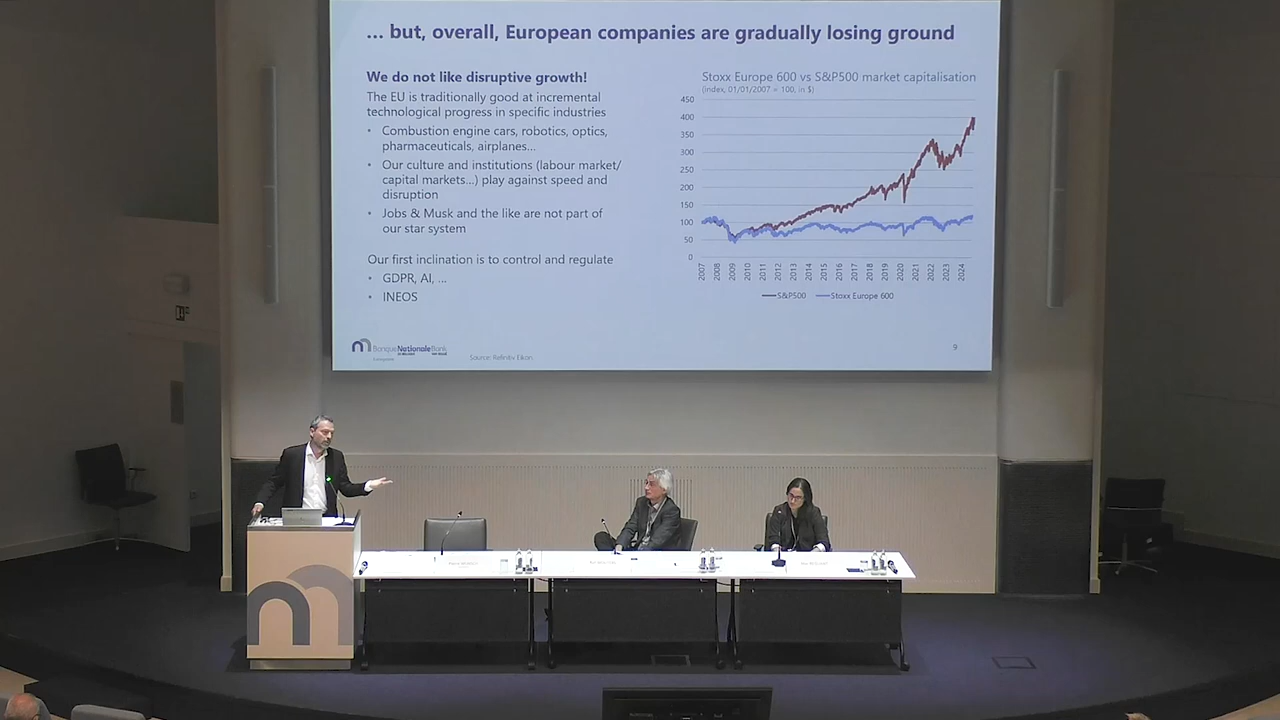 ... but, overall, European companies are gradually losing ground
We do not like disruptive growth!
The EU is traditionally good at incremental
technological progress in specific industries
• Combustion engine cars, robotics, optics,
pharmaceuticals, airplanes...
• Our culture and institutions (labour market/
capital markets...) play against speed and
disruption
• Jobs & Musk and the like are not part of
our star system
Our first inclination is to control and regulate
• GDPR, AI, ...
• INEOS
Stoxx Europe 600 vs S&P500 market capitalisation
(index, 01/01/2007 = 100, in $)
450
400
350
300
250
200
150
100
50
0
2007 2008 2009 2010 2011 2012 2013 2014 2015 2016 2017 2018 2019 2020 2021 2022 2023 2024
S&P500 Stoxx Europe 600
BanqueNationaleBank
Source: Refinitiv Eikon.
9